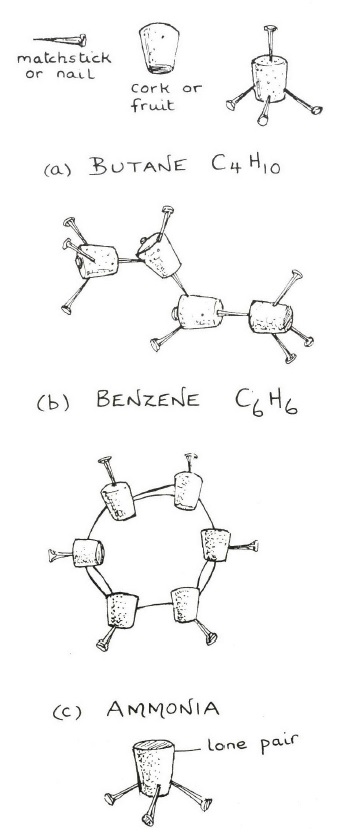 matchstick
or nail
cork or
fruit
(a) BUTANE C4H10
(b) BENZENE C6H6
(c) AMMONIA
lone pair